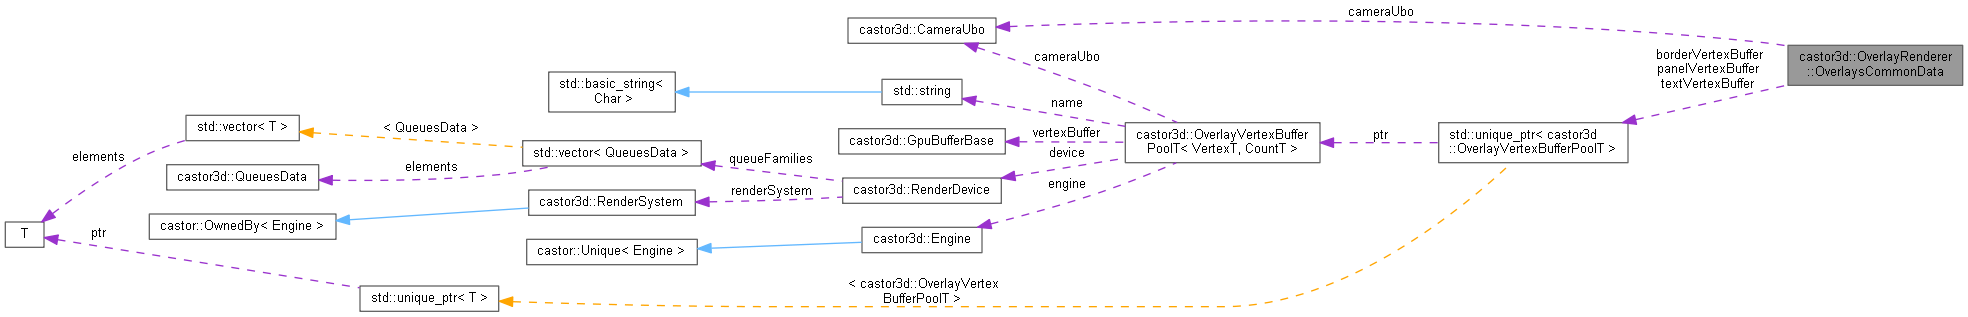 cameraUbo
castor3d::CameraUbo
castor3d::OverlayRenderer
::OverlaysCommonData
cameraUbo
borderVertexBuffer
panelVertexBuffer
textVertexBuffer
std::basic_string<
Char >
std::string
name
std::vector< T >
< QueuesData >
castor3d::GpuBufferBase
vertexBuffer
castor3d::OverlayVertexBuffer
PoolT< VertexT, CountT >
ptr
std::unique_ptr< castor3d
::OverlayVertexBufferPoolT >
elements
std::vector< QueuesData >
queueFamilies
device
castor3d::QueuesData
elements
renderSystem
castor3d::RenderDevice
engine
castor3d::RenderSystem
castor::OwnedBy< Engine >
T
ptr
castor::Unique< Engine >
castor3d::Engine
std::unique_ptr< T >
< castor3d::OverlayVertex
BufferPoolT >